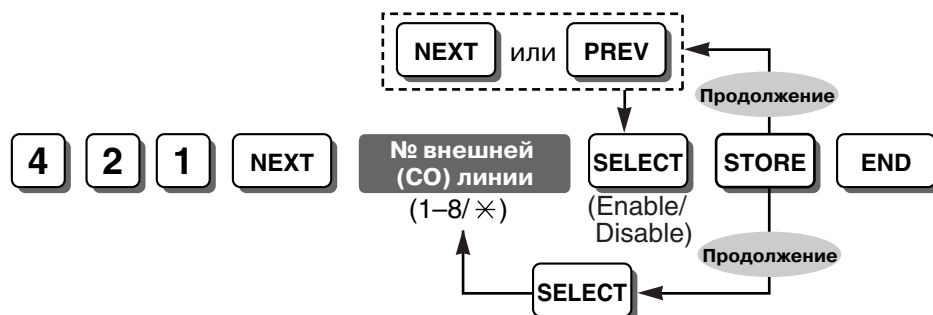 NEXT или PREV
Продолжение
4 2 1 NEXT № внешней (CO) линии SELECT STORE END
(1–8/✳) (Enable/ Disable)
Продолжение
SELECT